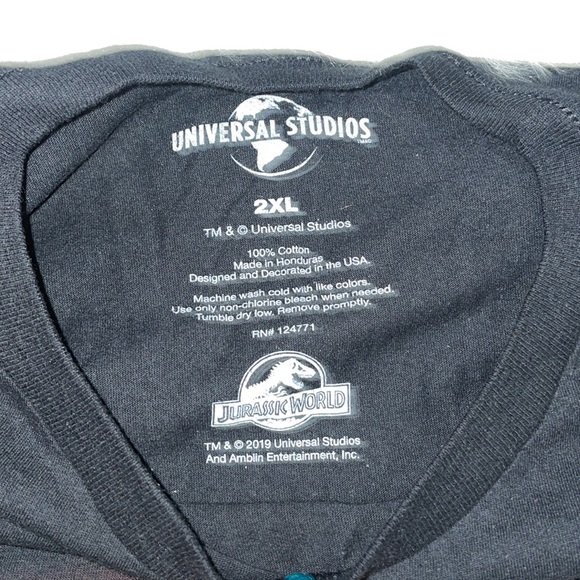 UNIVERSAL STUDIOS
2XL
TM & © Universal Studios
100% Cotton
Made in Honduras
Designed and Decorated in the USA.
Machine wash cold with like colors.
Use only non-chlorine bleach when needed.
Tumble dry low. Remove promptly.
RN# 124771
JURASSIC WORLD
TM & © 2019 Universal Studios
And Amblin Entertainment, Inc.